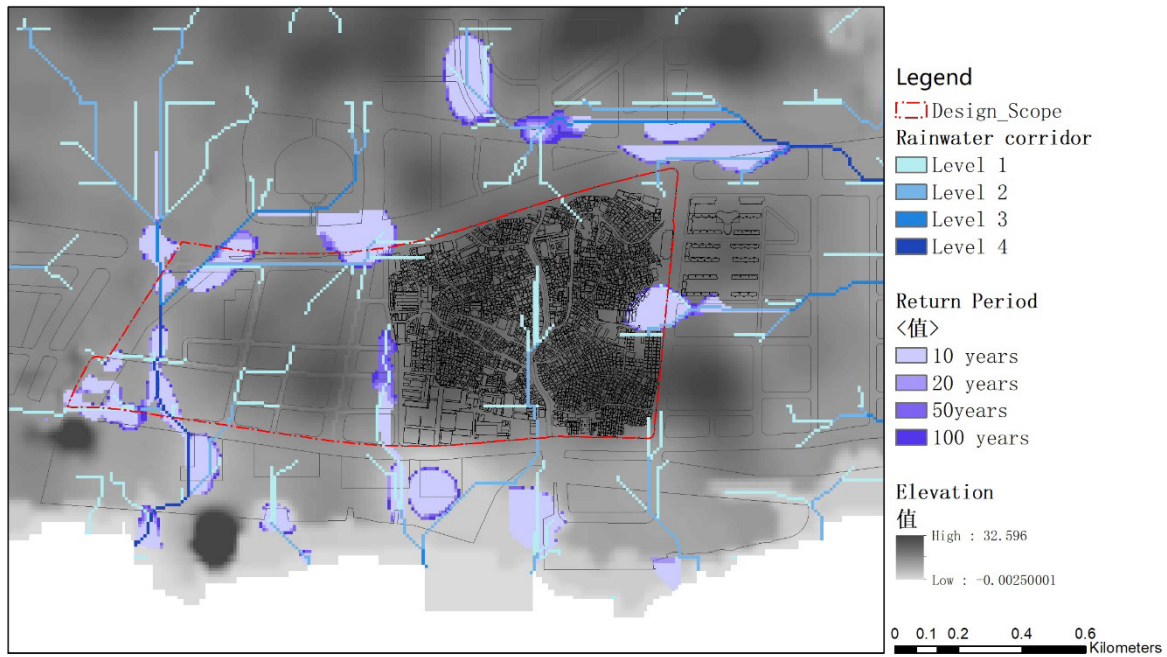 Legend
Design_Scope
Rainwater corridor
Level 1
Level 2
Level 3
Level 4
Return Period
<值>
10 years
20 years
50years
100 years
Elevation
值
High : 32.596
Low : -0.00250001
0 0.1 0.2 0.4 0.6
Kilometers